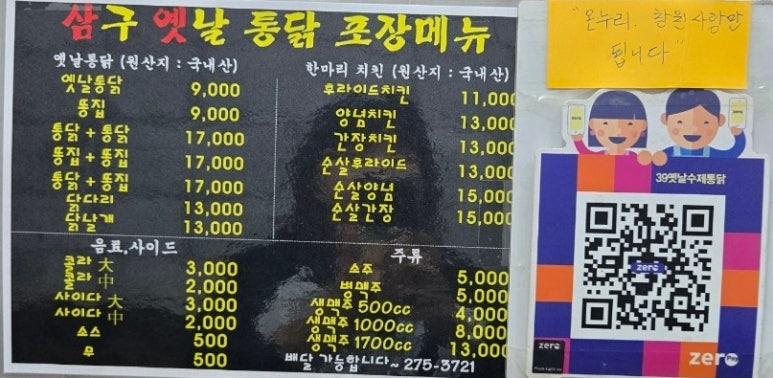 삼구 옛날 통닭 포장메뉴
옛날통닭 (원산지 : 국내산)
옛날통닭 9,000
똥집 9,000
통닭 + 통닭 17,000
똥집 + 똥집 17,000
통닭 + 똥집 17,000
닭다리 13,000
닭날개 13,000
한마리 치킨 (원산지 : 국내산)
후라이드치킨 11,000
양념치킨 13,000
간장치킨 13,000
순살후라이드 13,000
순살양념 15,000
순살간장 15,000
음료,사이드
콜라 大 3,000
콜라 中 2,000
사이다 大 3,000
사이다 中 2,000
소스 500
무 500
주류
소주 5,000
병맥주 5,000
생맥주 500cc 4,000
생맥주 1000cc 8,000
생맥주 1700cc 13,000
배달 가능합니다~ 275-3721
"온누리. 창원사랑만
됩니다"
39옛날수제통닭
zero
zero
zero Pay